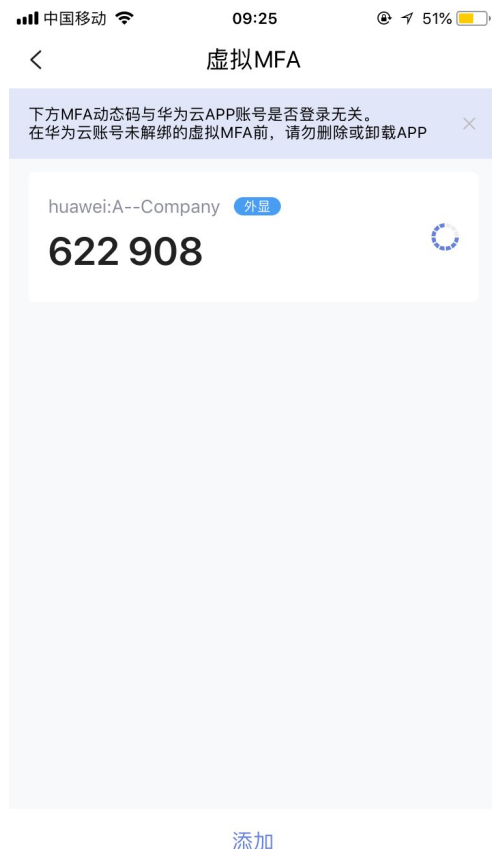 中国移动 09:25 51%
虚拟MFA
下方MFA动态码与华为云APP账号是否登录无关。
在华为云账号未解绑的虚拟MFA前，请勿删除或卸载APP
huawei:A--Company 外显
622 908
添加